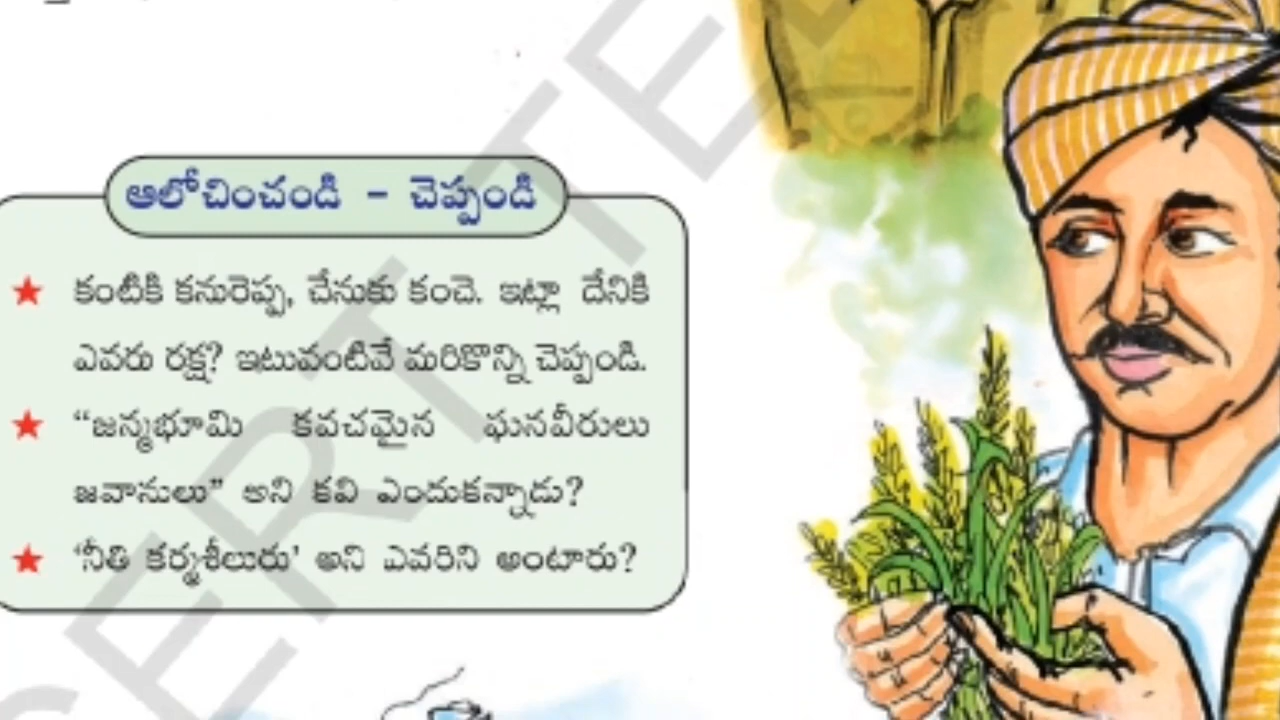 ఆలోచించండి - చెప్పండి
★ కంటికి కనురెప్ప, చేనుకు కంచె. ఇట్లా దేనికి
ఎవరు రక్ష? ఇటువంటివే మరికొన్ని చెప్పండి.
★ “జన్మభూమి కవచమైన ఘనవీరులు
జవానులు” అని కవి ఎందుకన్నాడు?
★ ‘నీతి కర్మశీలురు’ అని ఎవరిని అంటారు?